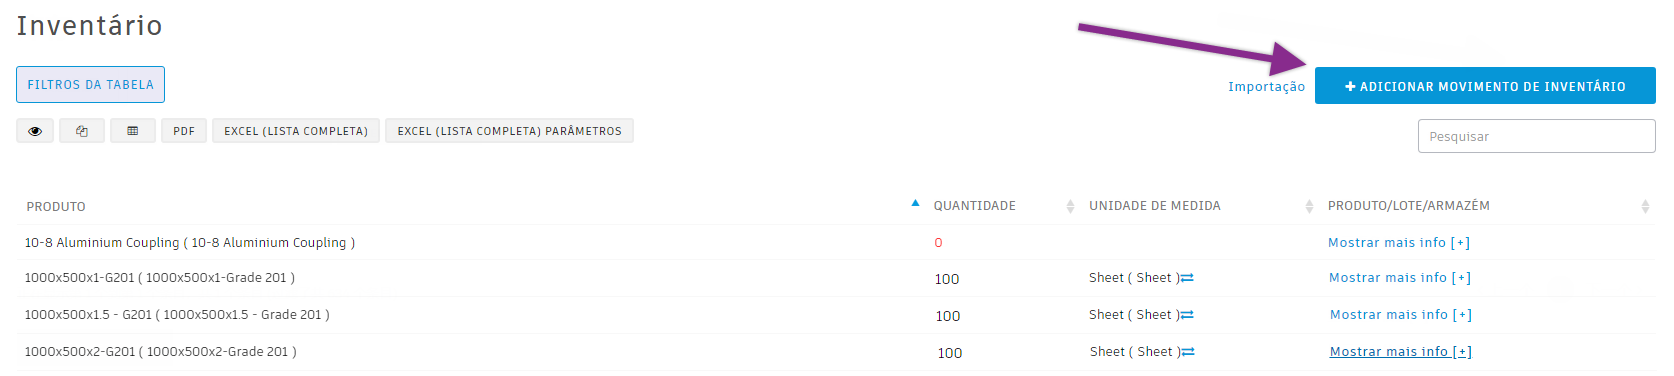 Inventário
FILTROS DA TABELA
Importação
+ ADICIONAR MOVIMENTO DE INVENTÁRIO
PDF
EXCEL (LISTA COMPLETA)
EXCEL (LISTA COMPLETA) PARÂMETROS
Pesquisar
PRODUTO QUANTIDADE UNIDADE DE MEDIDA PRODUTO/LOTE/ARMAZÉM
10-8 Aluminium Coupling ( 10-8 Aluminium Coupling ) 0 Mostrar mais info [+]
1000x500x1-G201 ( 1000x500x1-Grade 201 ) 100 Sheet ( Sheet ) Mostrar mais info [+]
1000x500x1.5 - G201 ( 1000x500x1.5 - Grade 201 ) 100 Sheet ( Sheet ) Mostrar mais info [+]
1000x500x2-G201 ( 1000x500x2-Grade 201 ) 100 Sheet ( Sheet ) Mostrar mais info [+]